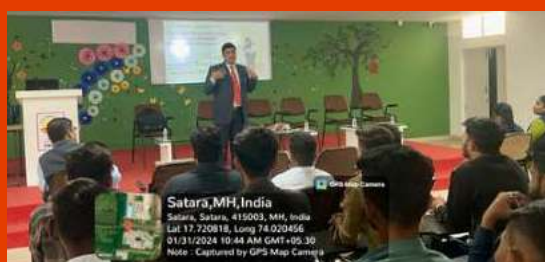 GPS Map Camera
Satara,MH,India
Satara, Satara, 415003, MH, India
Lat 17.720818, Long 74.020456
01/31/2024 10:44 AM GMT+05:30
Note : Captured by GPS Map Camera